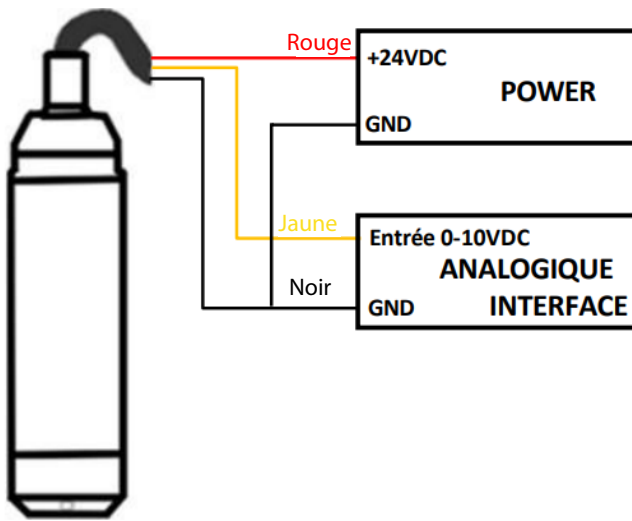 Rouge
+24VDC
POWER
GND
Jaune
Entrée 0-10VDC
ANALOGIQUE
Noir
GND
INTERFACE